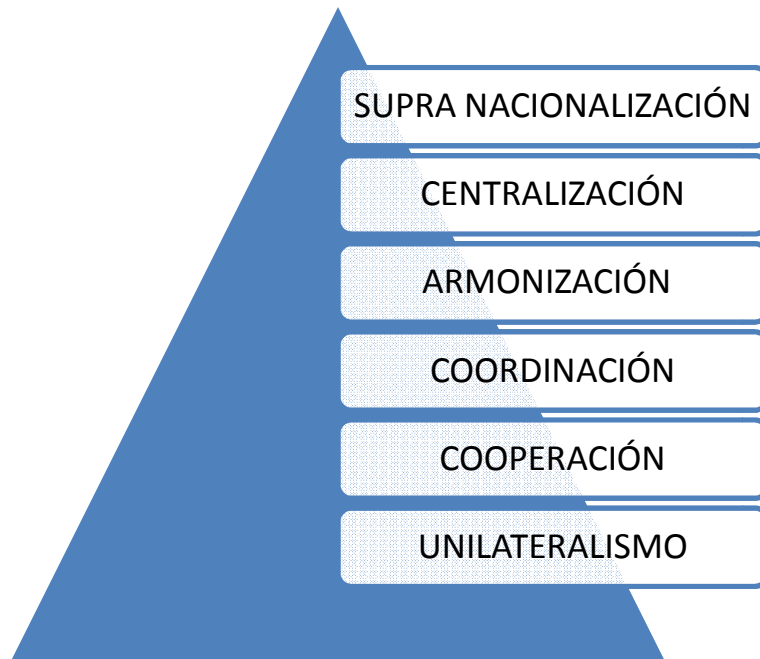 SUPRA NACIONALIZACIÓN
CENTRALIZACIÓN
ARMONIZACIÓN
COORDINACIÓN
COOPERACIÓN
UNILATERALISMO